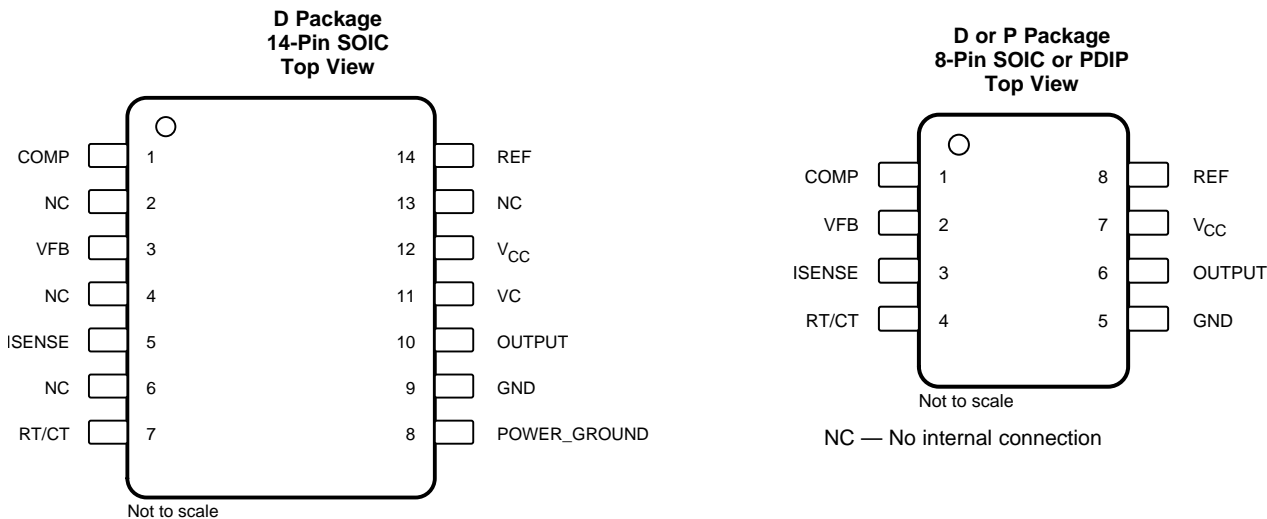 D Package
14-Pin SOIC
Top View
COMP 1 14 REF
NC 2 13 NC
VFB 3 12 VCC
NC 4 11 VC
ISENSE 5 10 OUTPUT
NC 6 9 GND
RT/CT 7 8 POWER_GROUND
Not to scale
D or P Package
8-Pin SOIC or PDIP
Top View
COMP 1 8 REF
VFB 2 7 VCC
ISENSE 3 6 OUTPUT
RT/CT 4 5 GND
Not to scale
NC — No internal connection